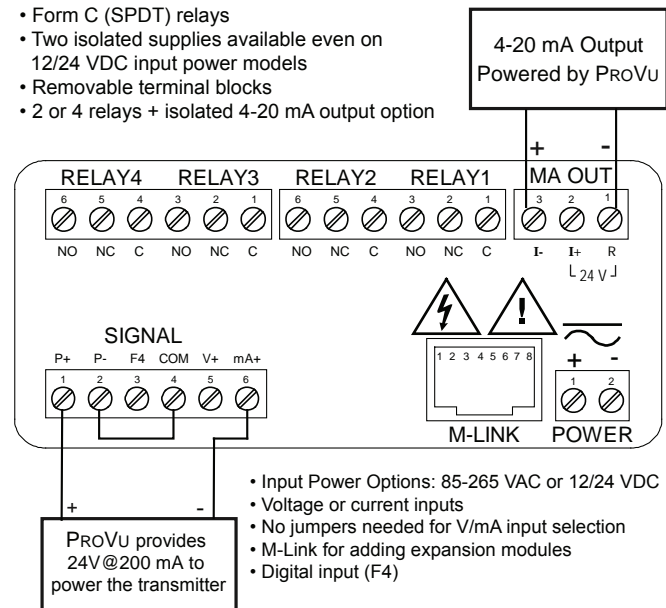 • Form C (SPDT) relays
• Two isolated supplies available even on
12/24 VDC input power models
• Removable terminal blocks
• 2 or 4 relays + isolated 4-20 mA output option
4-20 mA Output
Powered by PROVU
+ -
RELAY4 RELAY3 RELAY2 RELAY1 MA OUT
6 5 4 3 2 1 6 5 4 3 2 1 3 2 1
NO NC C NO NC C NO NC C NO NC C I- I+ R
24 V
SIGNAL
P+ P- F4 COM V+ mA+
1 2 3 4 5 6
!
1 2 3 4 5 6 7 8
M-LINK
+ -
1 2
POWER
+ -
PROVU provides
24V@200 mA to
power the transmitter
• Input Power Options: 85-265 VAC or 12/24 VDC
• Voltage or current inputs
• No jumpers needed for V/mA input selection
• M-Link for adding expansion modules
• Digital input (F4)